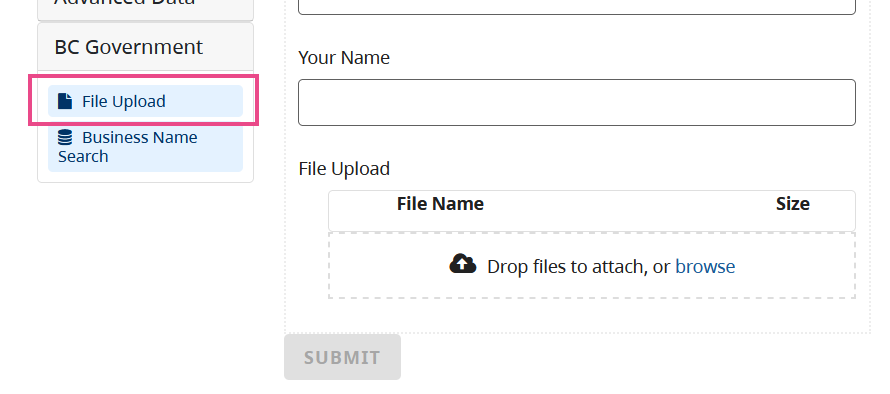 Advanced Data
BC Government
File Upload
Business Name
Search
Your Name
File Upload
File Name Size
Drop files to attach, or browse
SUBMIT